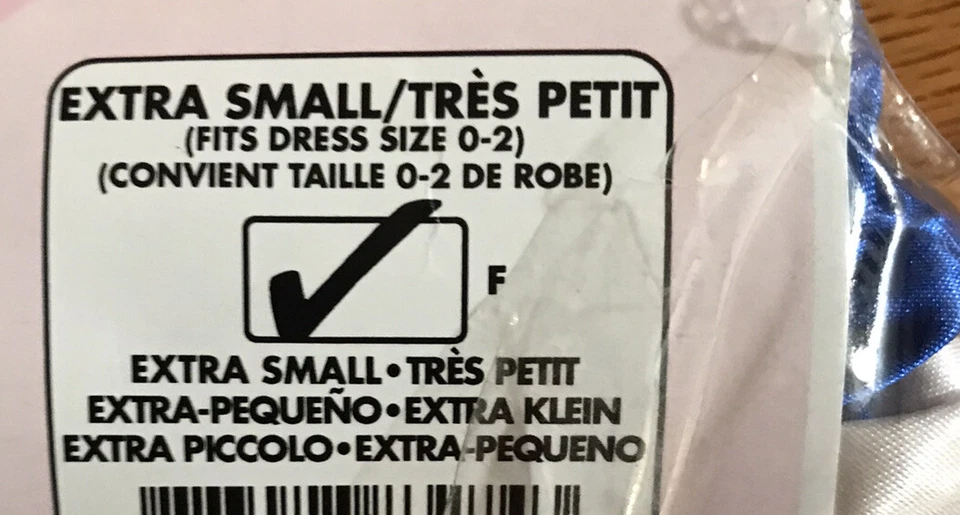 EXTRA SMALL/TRÈS PETIT
(FITS DRESS SIZE 0-2)
(CONVIENT TAILLE 0-2 DE ROBE)
F
EXTRA SMALL•TRÈS PETIT
EXTRA-PEQUEÑO•EXTRA KLEIN
EXTRA PICCOLO•EXTRA-PEQUENO